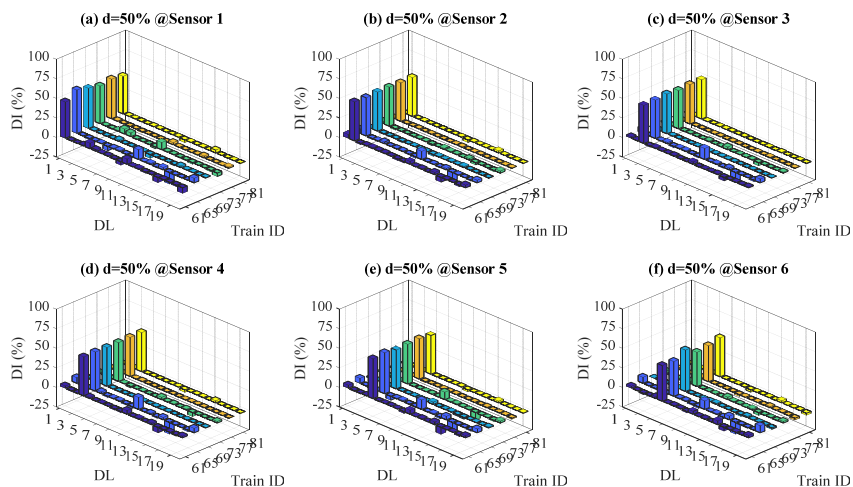 (a) d=50% @Sensor 1
(b) d=50% @Sensor 2
(c) d=50% @Sensor 3
100
75
50
25
0
-25
DI (%)
1 3 5 7 9 11 13 15 17 19
DL
61 65 69 73 77 81
Train ID
100
75
50
25
0
-25
DI (%)
1 3 5 7 9 11 13 15 17 19
DL
61 65 69 73 77 81
Train ID
100
75
50
25
0
-25
DI (%)
1 3 5 7 9 11 13 15 17 19
DL
61 65 69 73 77 81
Train ID
(d) d=50% @Sensor 4
(e) d=50% @Sensor 5
(f) d=50% @Sensor 6
100
75
50
25
0
-25
DI (%)
1 3 5 7 9 11 13 15 17 19
DL
61 65 69 73 77 81
Train ID
100
75
50
25
0
-25
DI (%)
1 3 5 7 9 11 13 15 17 19
DL
61 65 69 73 77 81
Train ID
100
75
50
25
0
-25
DI (%)
1 3 5 7 9 11 13 15 17 19
DL
61 65 69 73 77 81
Train ID